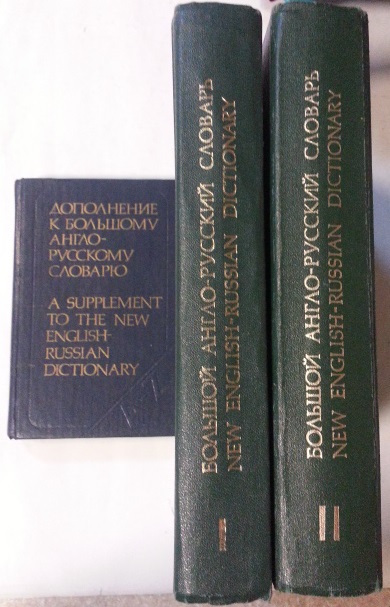 ДОПОЛНЕНИЕ
К БОЛЬШОМУ
АНГЛО-
РУССКОМУ
СЛОВАРЮ
A SUPPLEMENT
TO THE NEW
ENGLISH-
RUSSIAN
DICTIONARY
БОЛЬШОЙ АНГЛО-РУССКИЙ СЛОВАРЬ
NEW ENGLISH-RUSSIAN DICTIONARY
I
БОЛЬШОЙ АНГЛО-РУССКИЙ СЛОВАРЬ
NEW ENGLISH-RUSSIAN DICTIONARY
II